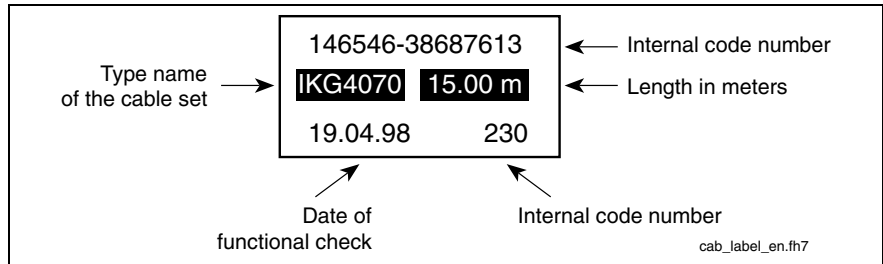 146546-38687613
Internal code number
Type name
of the cable set
IKG4070 15.00 m
Length in meters
19.04.98 230
Date of
functional check
Internal code number
cab_label_en.fh7